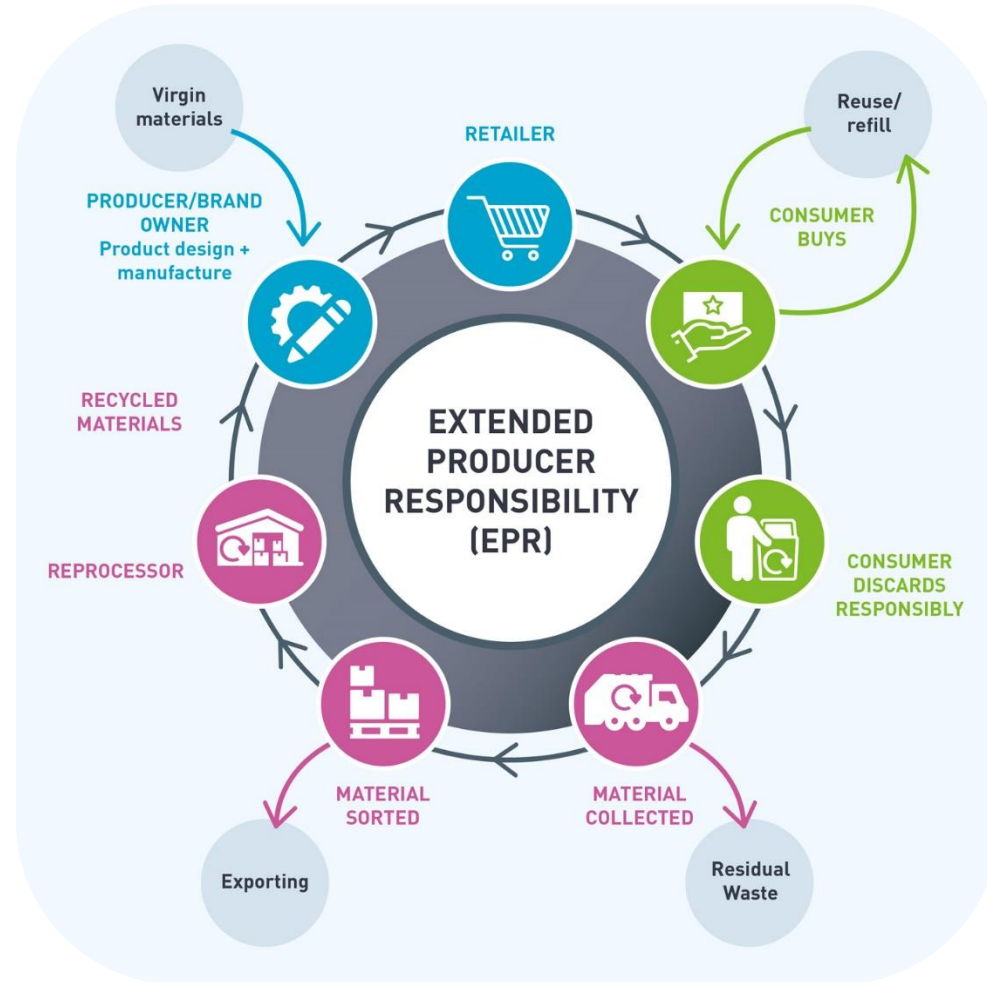 Virgin
materials
RETAILER
Reuse/
refill
PRODUCER/BRAND
OWNER
Product design +
manufacture
CONSUMER
BUYS
EXTENDED
PRODUCER
RESPONSIBILITY
(EPR)
RECYCLED
MATERIALS
REPROCESSOR
CONSUMER
DISCARDS
RESPONSIBLY
MATERIAL
SORTED
MATERIAL
COLLECTED
Exporting
Residual
Waste